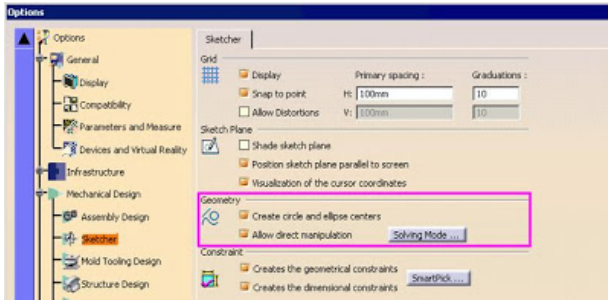 Options
Options
General
Display
Compatibility
Parameters and Measure
Devices and Virtual Reality
Infrastructure
Mechanical Design
Assembly Design
Sketcher
Mold Tooling Design
Structure Design
Sketcher
Grid
Display Primary spacing : Graduations :
Snap to point H: 100mm 10
Allow Distortions V: 100mm 10
Sketch Plane
Shade sketch plane
Position sketch plane parallel to screen
Visualization of the cursor coordinates
Geometry
Create circle and ellipse centers
Allow direct manipulation Solving Mode ...
Constraint
Creates the geometrical constraints SmartPick...
Creates the dimensional constraints